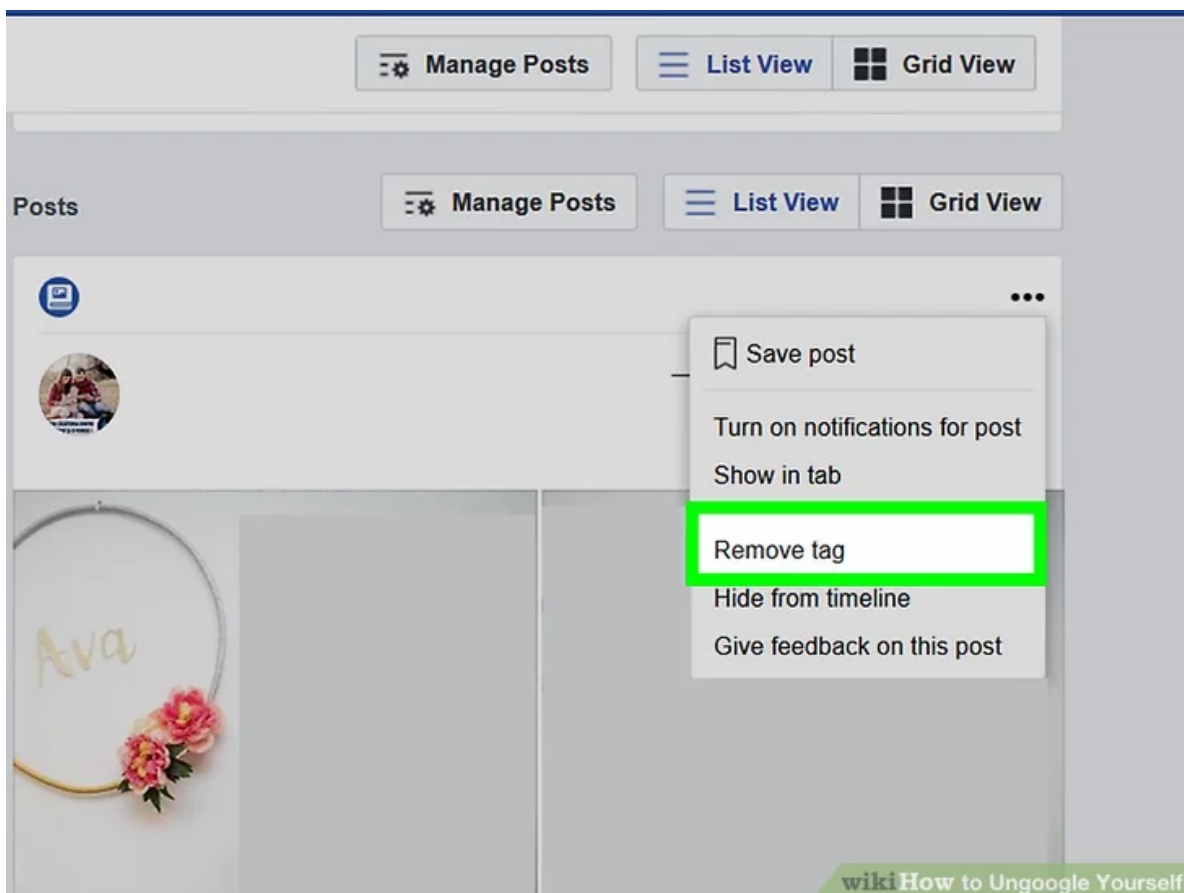 Manage Posts List View Grid View
Posts Manage Posts List View Grid View
Save post
Turn on notifications for post
Show in tab
Remove tag
Hide from timeline
Give feedback on this post
Ava
wikiHow to Ungoogle Yourself